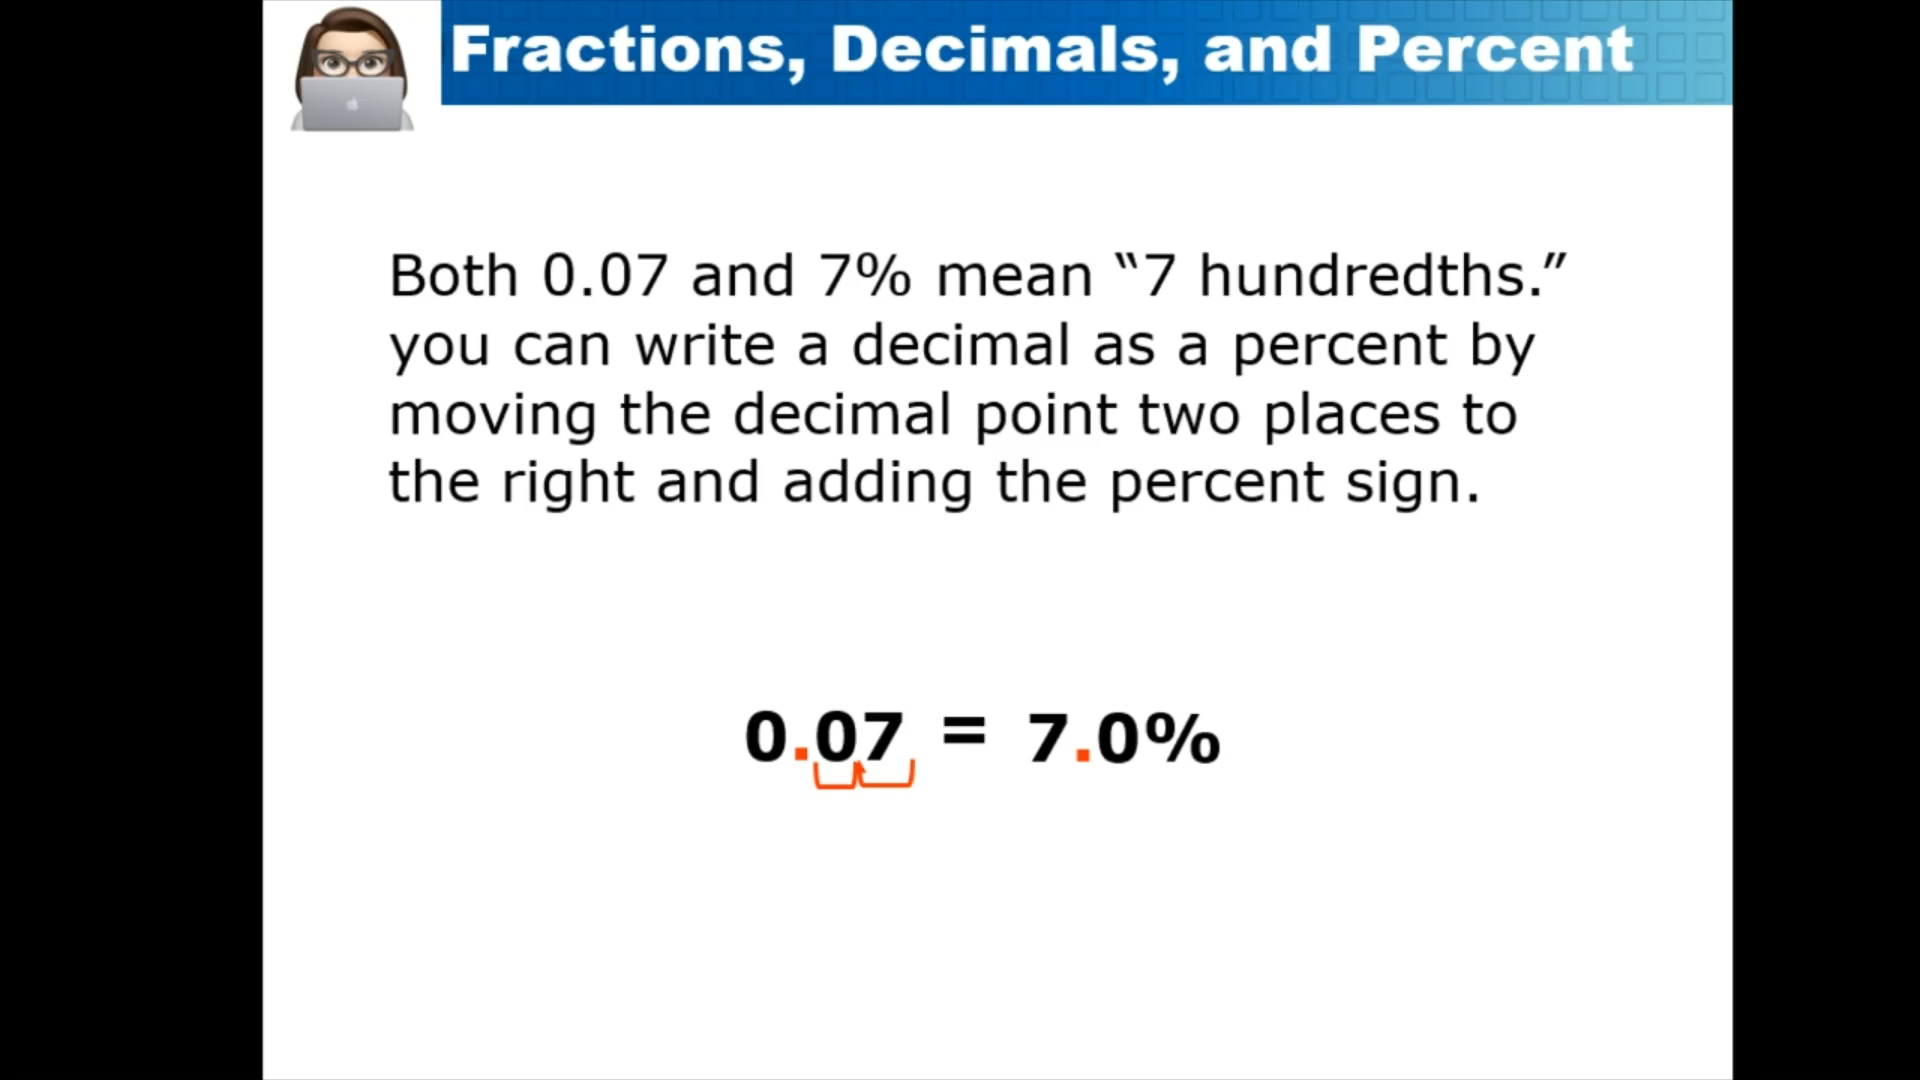 Fractions, Decimals, and Percent
Both 0.07 and 7% mean “7 hundredths.”
you can write a decimal as a percent by
moving the decimal point two places to
the right and adding the percent sign.
0.07 = 7.0%